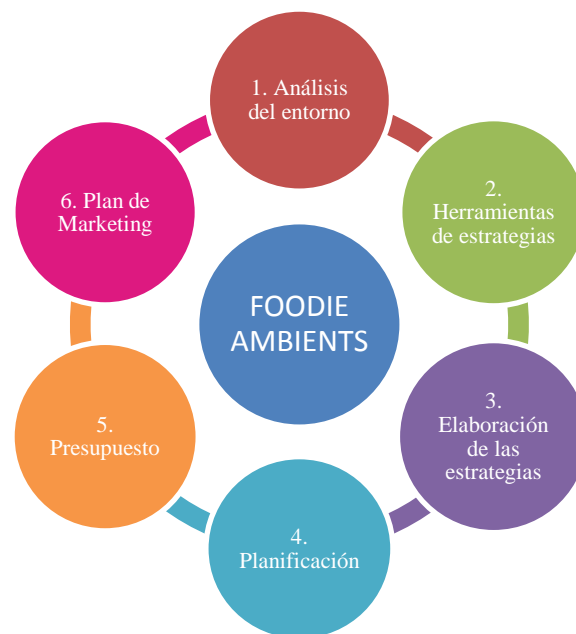 1. Análisis
del entorno
2.
Herramientas
de estrategias
3.
Elaboración
de las
estrategias
4.
Planificación
5.
Presupuesto
6. Plan de
Marketing
FOODIE
AMBIENTS